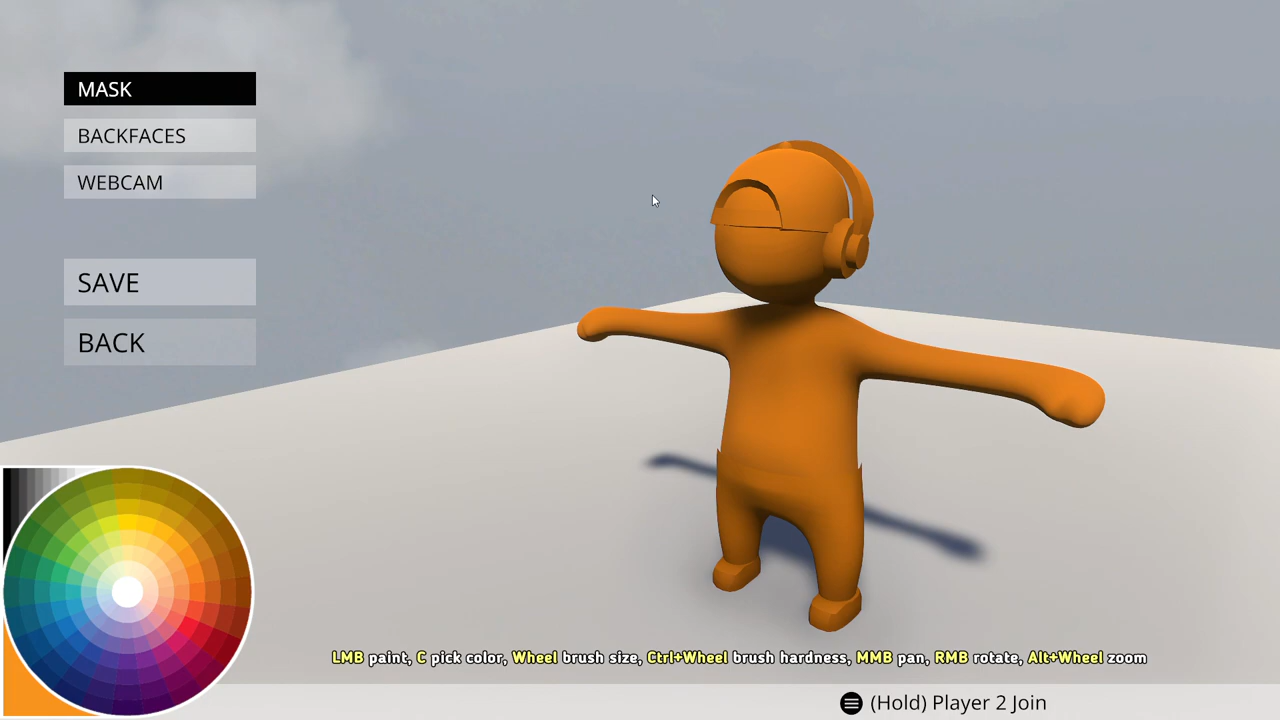 MASK
BACKFACES
WEBCAM
SAVE
BACK
LMB paint, C pick color, Wheel brush size, Ctrl+Wheel brush hardness, MMB pan, RMB rotate, Alt+Wheel zoom
(Hold) Player 2 Join